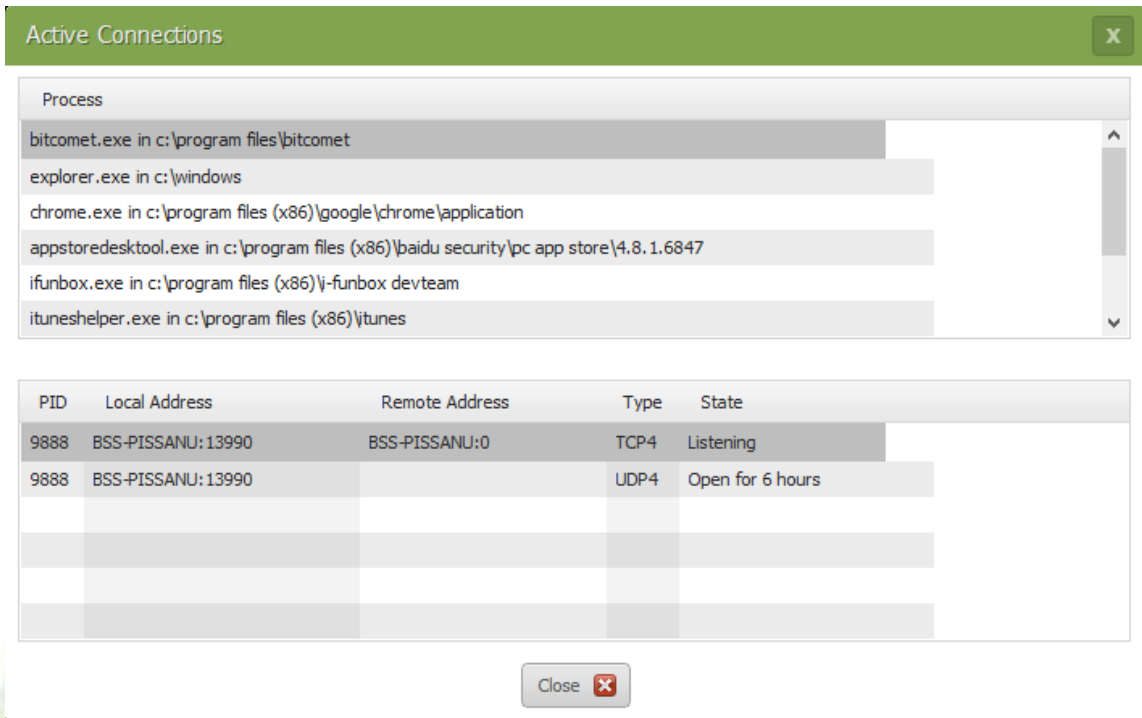 Active Connections
x
Process
bitcomet.exe in c:\program files\bitcomet
explorer.exe in c:\windows
chrome.exe in c:\program files (x86)\google\chrome\application
appstoredesktool.exe in c:\program files (x86)\baidu security\pc app store\4.8.1.6847
ifunbox.exe in c:\program files (x86)\i-funbox devteam
ituneshelper.exe in c:\program files (x86)\itunes
PID Local Address Remote Address Type State
9888 BSS-PISSANU:13990 BSS-PISSANU:0 TCP4 Listening
9888 BSS-PISSANU:13990 UDP4 Open for 6 hours
Close